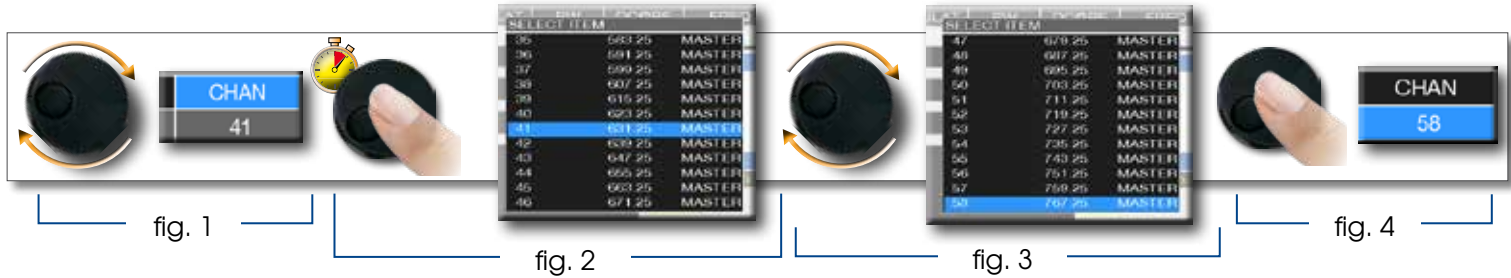 CHAN
41
SELECT ITEM
35 583.25 MASTER
36 591.25 MASTER
37 599.25 MASTER
38 607.25 MASTER
39 615.25 MASTER
40 623.25 MASTER
41 631.25 MASTER
42 639.25 MASTER
43 647.25 MASTER
44 655.25 MASTER
45 663.25 MASTER
46 671.25 MASTER
SELECT ITEM
47 679.25 MASTER
48 687.25 MASTER
49 695.25 MASTER
50 703.25 MASTER
51 711.25 MASTER
52 719.25 MASTER
53 727.25 MASTER
54 735.25 MASTER
55 743.25 MASTER
56 751.25 MASTER
57 759.25 MASTER
58 767.25 MASTER
CHAN
58
fig. 1
fig. 2
fig. 3
fig. 4